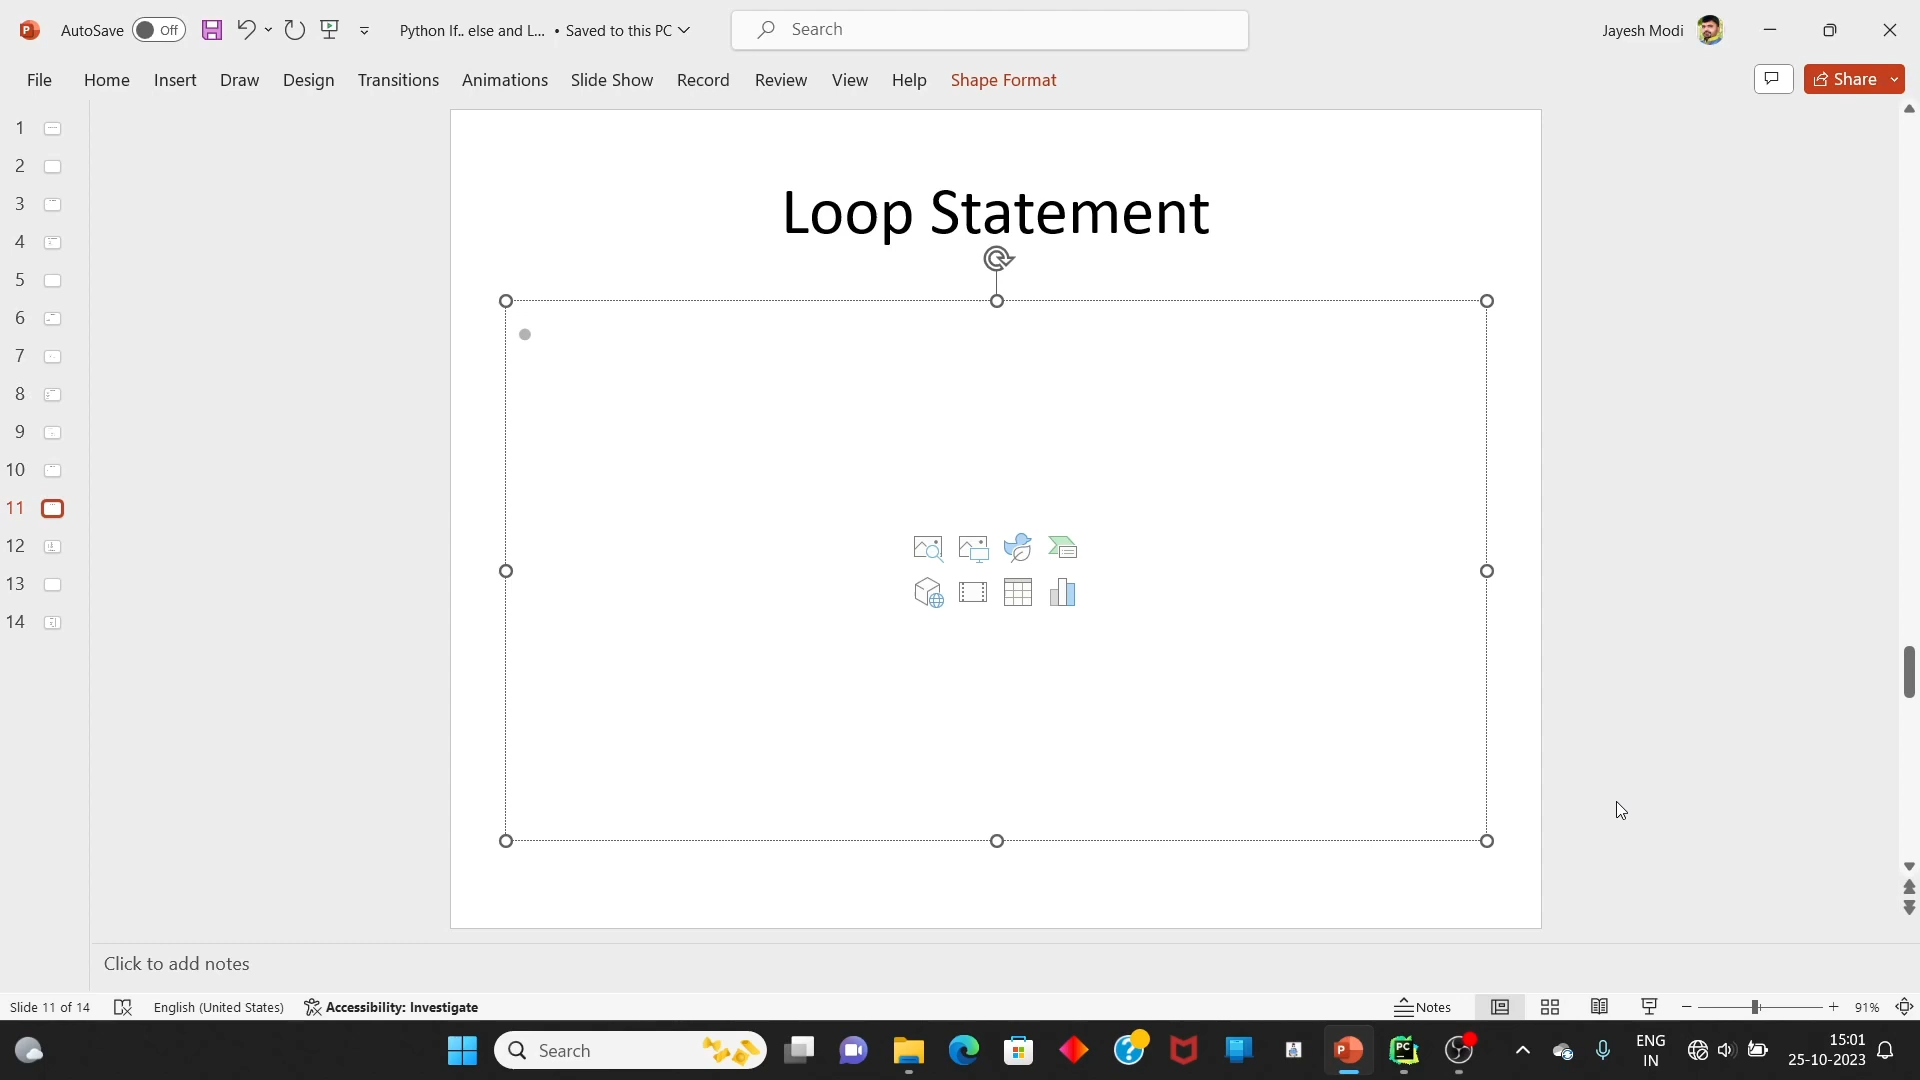 AutoSave Off Python If.. else and L... • Saved to this PC Search Jayesh Modi
File Home Insert Draw Design Transitions Animations Slide Show Record Review View Help Shape Format Share
1
2
3
4
5
6
7
8
9
10
11
12
13
14
Loop Statement
Click to add notes
Slide 11 of 14 English (United States) Accessibility: Investigate Notes 91%
Search
ENG
IN
15:01
25-10-2023